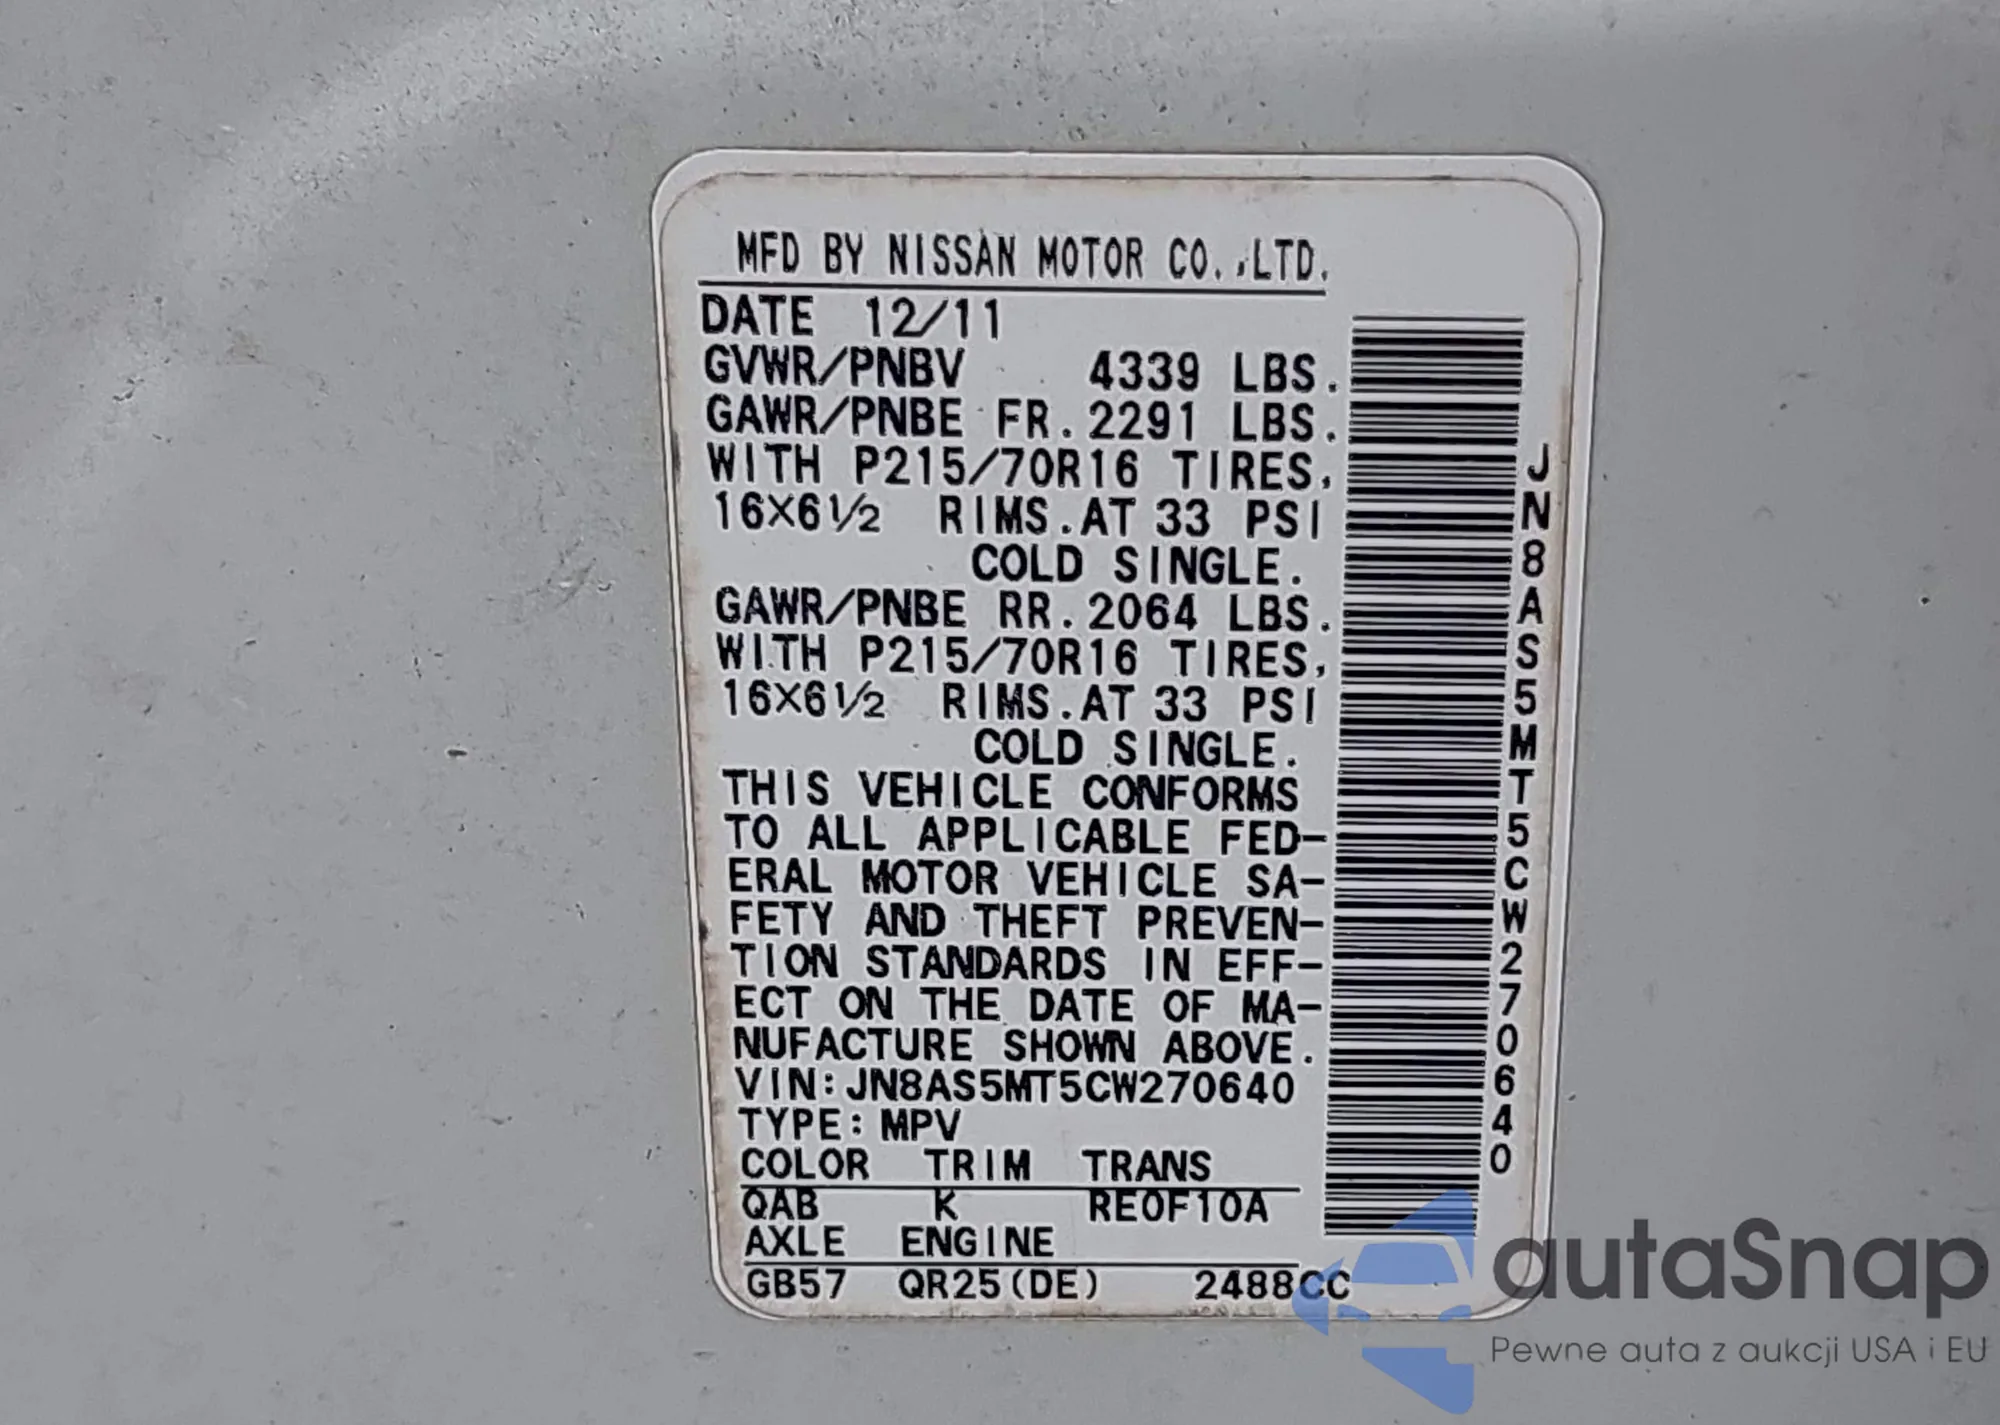 MFD BY NISSAN MOTOR CO.,LTD.
DATE 12/11
GVWR/PNBV 4339 LBS.
GAWR/PNBE FR.2291 LBS.
WITH P215/70R16 TIRES,
16X6½ RIMS.AT 33 PSI
COLD SINGLE.
GAWR/PNBE RR.2064 LBS.
WITH P215/70R16 TIRES,
16X6½ RIMS.AT 33 PSI
COLD SINGLE.
THIS VEHICLE CONFORMS
TO ALL APPLICABLE FED-
ERAL MOTOR VEHICLE SA-
FETY AND THEFT PREVEN-
TION STANDARDS IN EFF-
ECT ON THE DATE OF MA-
NUFACTURE SHOWN ABOVE.
VIN:JN8AS5MT5CW270640
TYPE:MPV
COLOR TRIM TRANS
QAB K RE0F10A
AXLE ENGINE
GB57 QR25(DE) 2488CC
JN8AS5MT5CW270640
autaSnap
Pewne auta z aukcji USA i EU